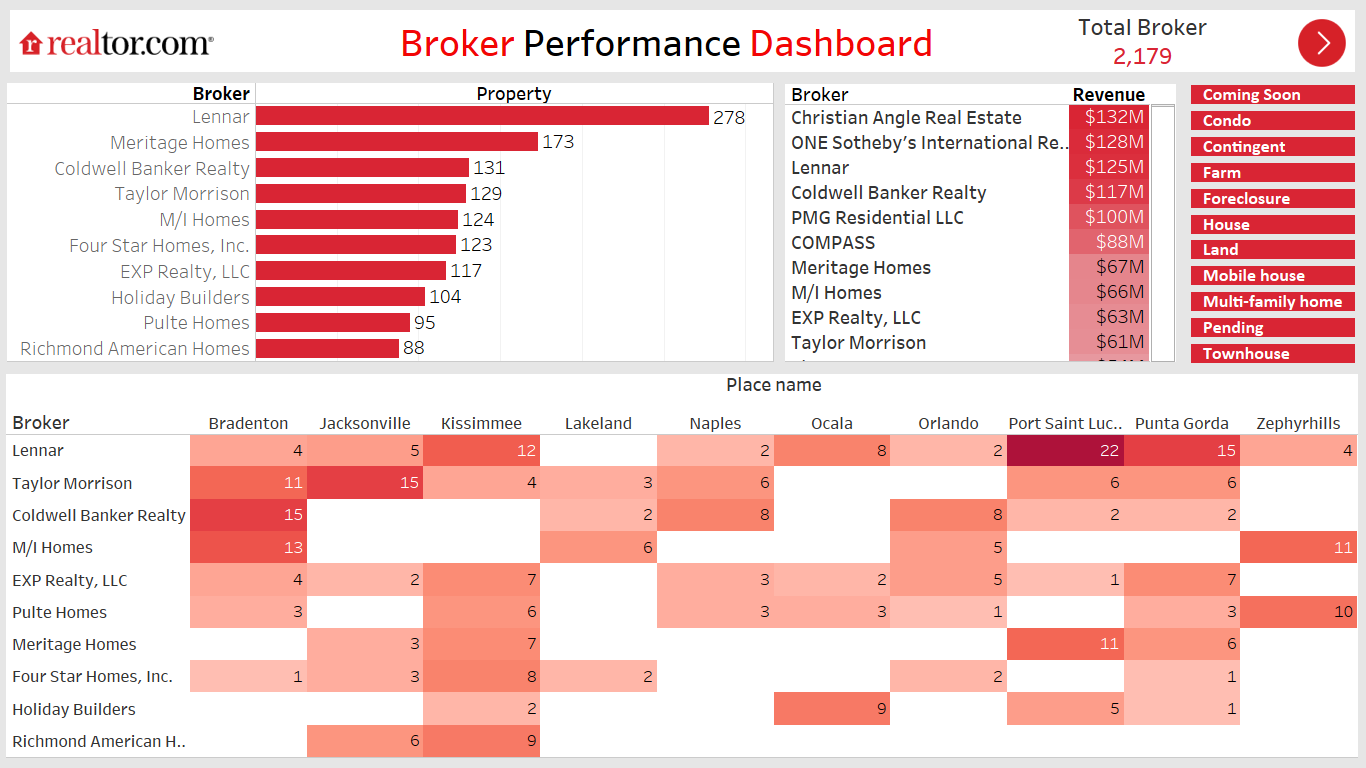 realtor.com®
Broker Performance Dashboard
Total Broker
2,179
Broker Property
Lennar 278
Meritage Homes 173
Coldwell Banker Realty 131
Taylor Morrison 129
M/I Homes 124
Four Star Homes, Inc. 123
EXP Realty, LLC 117
Holiday Builders 104
Pulte Homes 95
Richmond American Homes 88
Broker Revenue
Christian Angle Real Estate $132M
ONE Sotheby’s International Re.. $128M
Lennar $125M
Coldwell Banker Realty $117M
PMG Residential LLC $100M
COMPASS $88M
Meritage Homes $67M
M/I Homes $66M
EXP Realty, LLC $63M
Taylor Morrison $61M
Coming Soon
Condo
Contingent
Farm
Foreclosure
House
Land
Mobile house
Multi-family home
Pending
Townhouse
Place name
Broker Bradenton Jacksonville Kissimmee Lakeland Naples Ocala Orlando Port Saint Luc.. Punta Gorda Zephyrhills
Lennar 4 5 12 2 8 2 22 15 4
Taylor Morrison 11 15 4 3 6 6 6
Coldwell Banker Realty 15 2 8 8 2 2
M/I Homes 13 6 5 11
EXP Realty, LLC 4 2 7 3 2 5 1 7
Pulte Homes 3 6 3 3 1 3 10
Meritage Homes 3 7 11 6
Four Star Homes, Inc. 1 3 8 2 2 1
Holiday Builders 2 9 5 1
Richmond American H.. 6 9